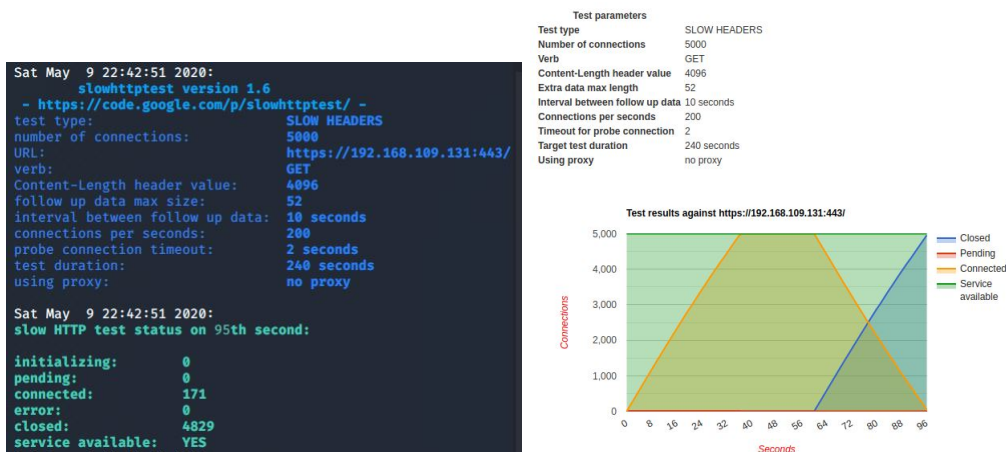 Sat May  9 22:42:51 2020:
slowhttptest version 1.6
- https://code.google.com/p/slowhttptest/ -
test type: SLOW HEADERS
number of connections: 5000
URL: https://192.168.109.131:443/
verb: GET
Content-Length header value: 4096
follow up data max size: 52
interval between follow up data: 10 seconds
connections per seconds: 200
probe connection timeout: 2 seconds
test duration: 240 seconds
using proxy: no proxy
Sat May  9 22:42:51 2020:
slow HTTP test status on 95th second:
initializing: 0
pending: 0
connected: 171
error: 0
closed: 4829
service available: YES
Test parameters
Test type SLOW HEADERS
Number of connections 5000
Verb GET
Content-Length header value 4096
Extra data max length 52
Interval between follow up data 10 seconds
Connections per seconds 200
Timeout for probe connection 2
Target test duration 240 seconds
Using proxy no proxy
Test results against https://192.168.109.131:443/
5,000
4,000
3,000
2,000
1,000
0
Connections
0 8 16 24 32 40 48 56 64 72 80 88 96
Seconds
Closed
Pending
Connected
Service
available